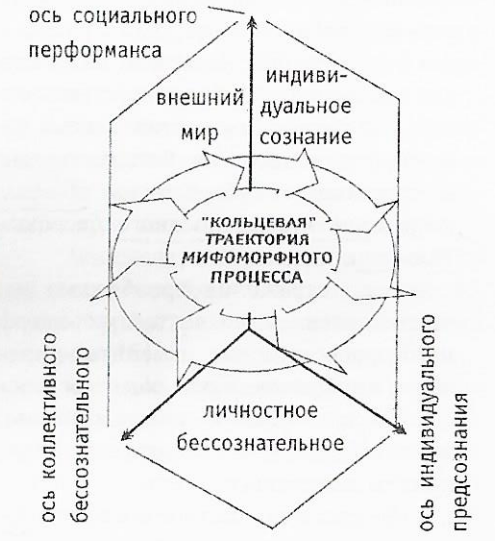 ось социального
перформанса
внешний
мир
индиви-
дуальное
сознание
"КОЛЬЦЕВАЯ"
ТРАЕКТОРИЯ
МИФОМОРФНОГО
ПРОЦЕССА
личностное
бессознательное
ось коллективного
бессознательного
ось индивидуального
предсознания